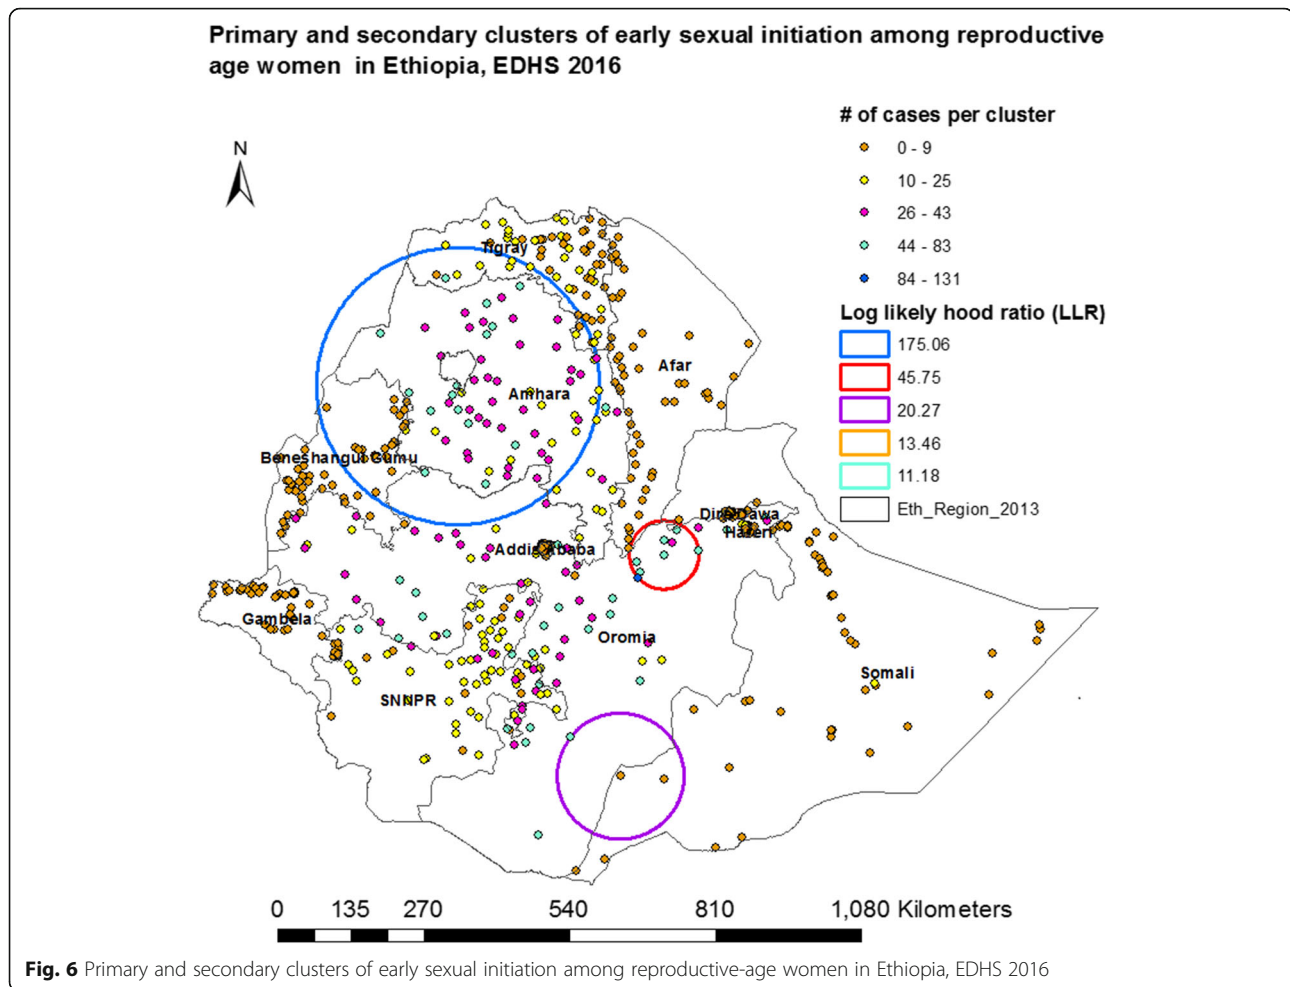 Primary and secondary clusters of early sexual initiation among reproductive
age women in Ethiopia, EDHS 2016
N
# of cases per cluster
0 - 9
10 - 25
26 - 43
44 - 83
84 - 131
Log likely hood ratio (LLR)
175.06
45.75
20.27
13.46
11.18
Eth_Region_2013
Tigray
Afar
Amhara
Beneshangul Gumu
Dire Dawa
Hareri
Addis Ababa
Gambela
Oromia
Somali
SNNPR
0 135 270 540 810 1,080 Kilometers
Fig. 6 Primary and secondary clusters of early sexual initiation among reproductive-age women in Ethiopia, EDHS 2016